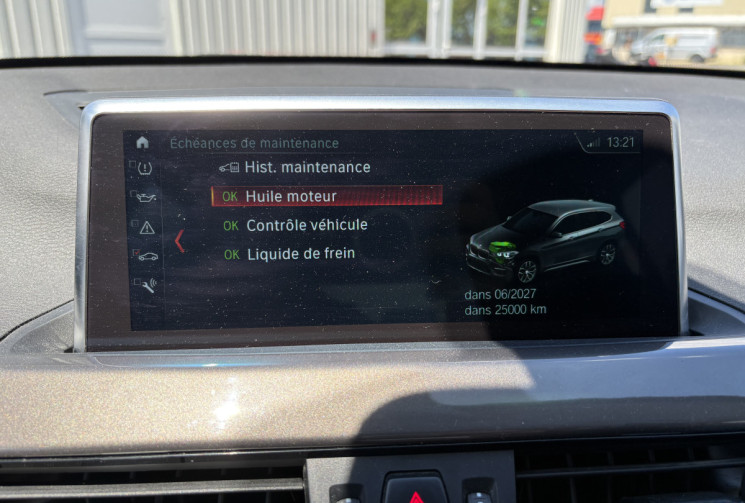 Échéances de maintenance
13:21
Hist. maintenance
OK Huile moteur
OK Contrôle véhicule
OK Liquide de frein
dans 06/2027
dans 25000 km